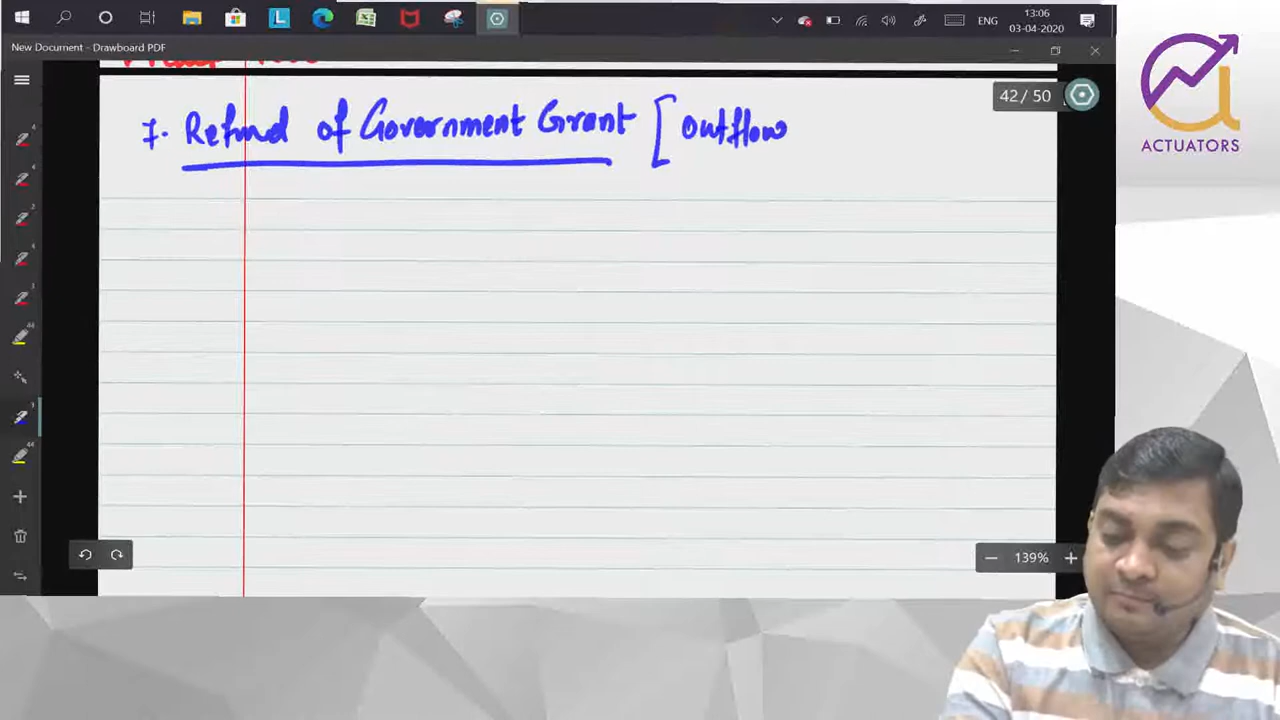 ENG
13:06
03-04-2020
New Document - Drawboard PDF
42 / 50
7. Refund of Government Grant [ outflow
139%
ACTUATORS